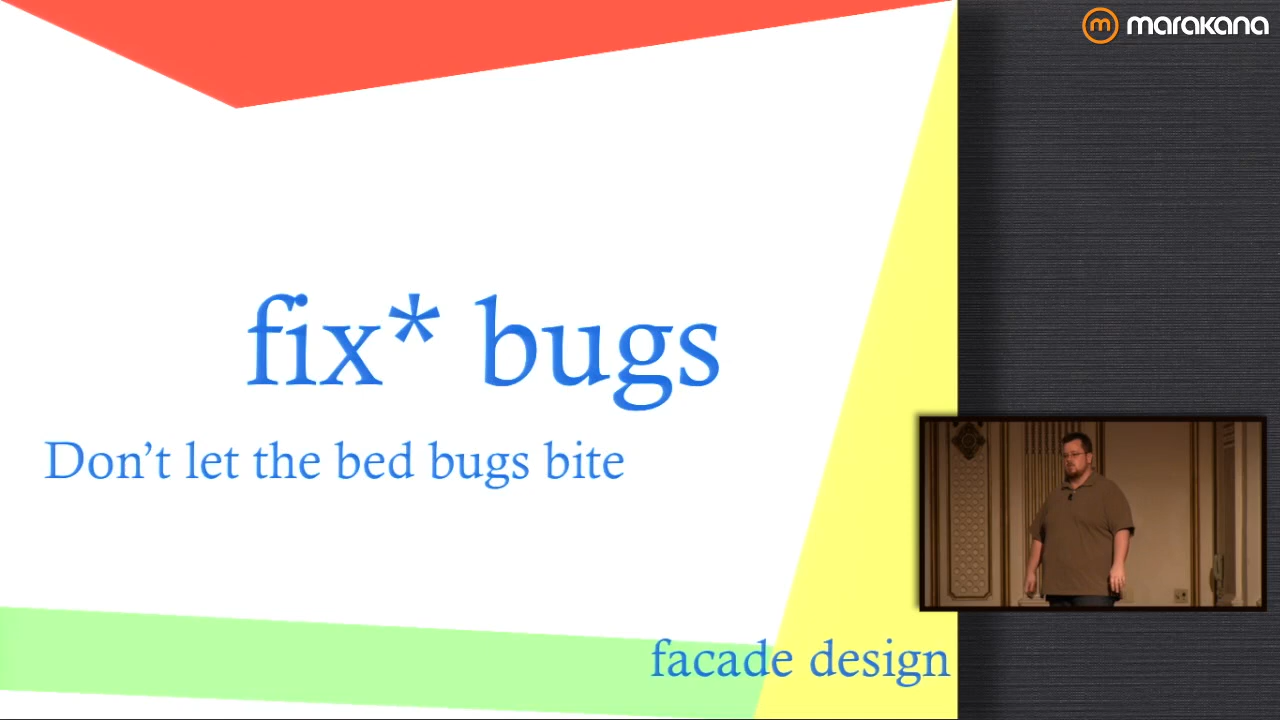 marakana
fix* bugs
Don't let the bed bugs bite
facade design